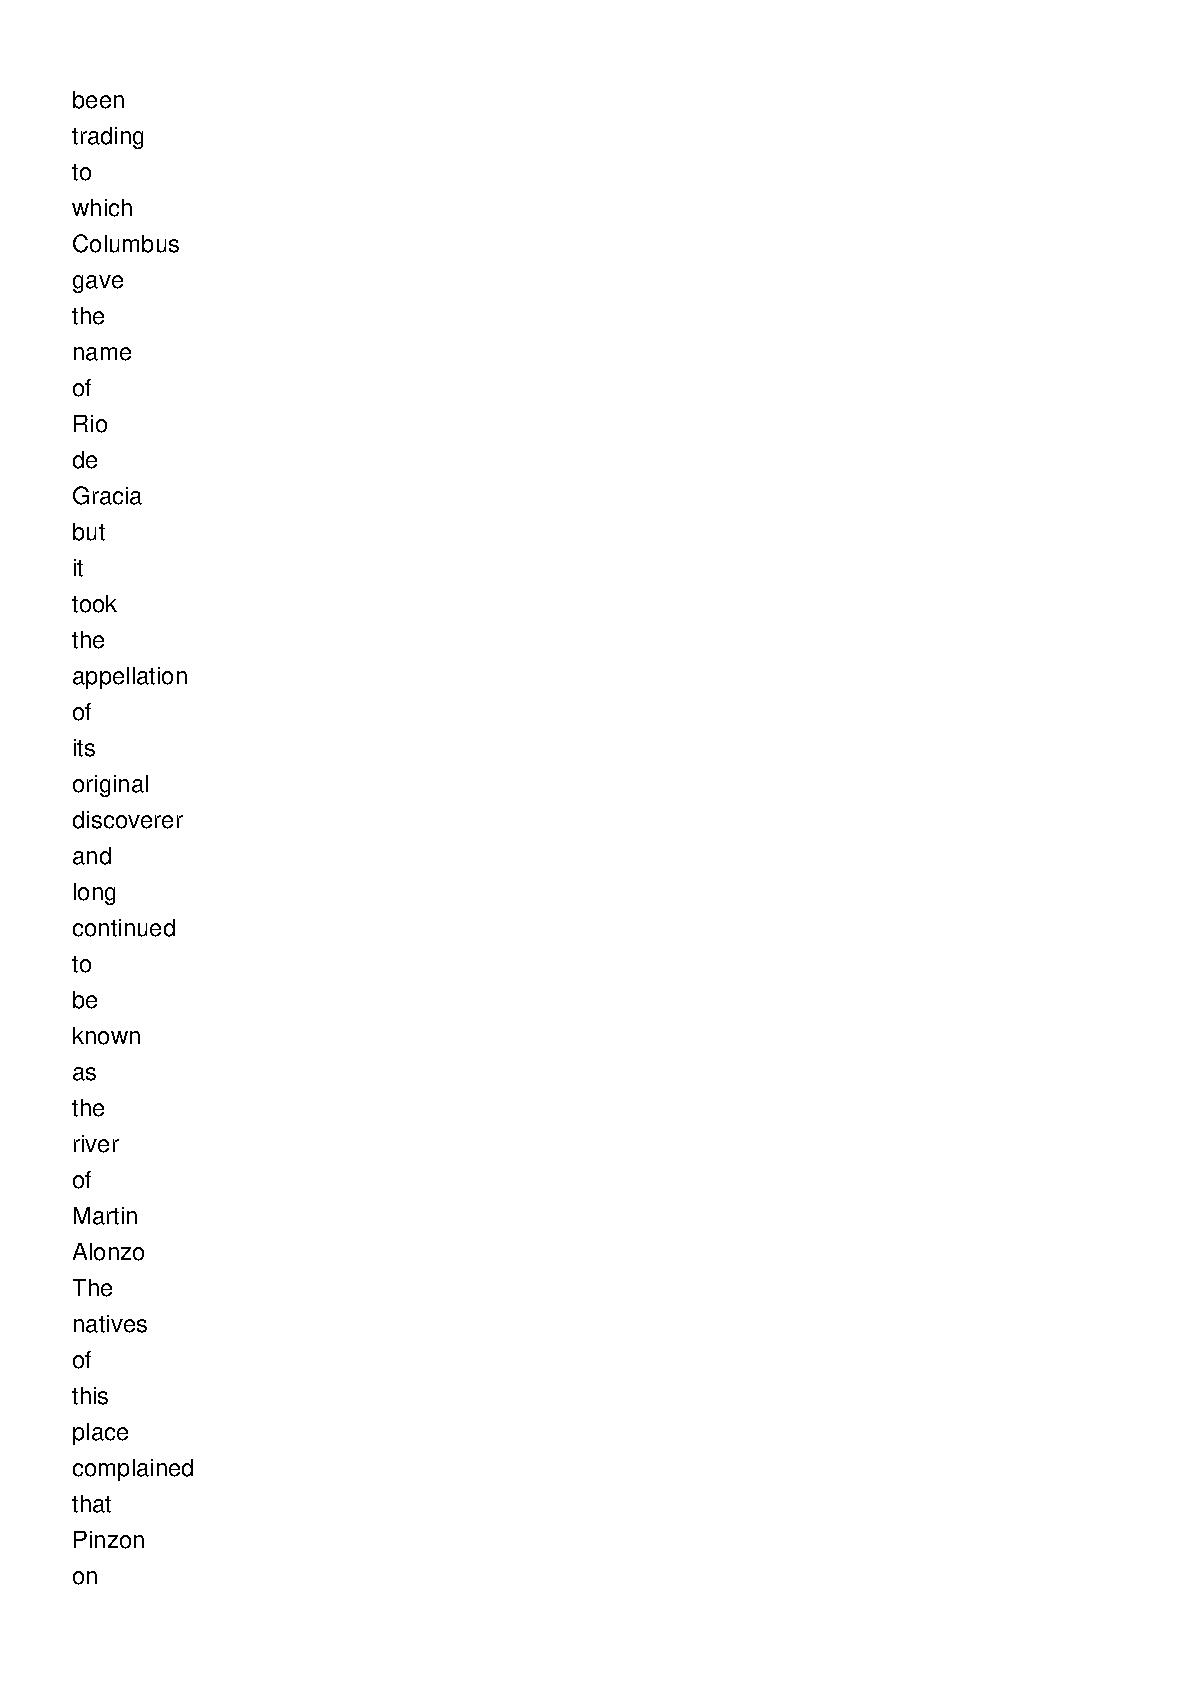 been
trading
to
which
Columbus
gave
the
name
of
Rio
de
Gracia
but
it
took
the
appellation
of
its
original
discoverer
and
long
continued
to
be
known
as
the
river
of
Martin
Alonzo
The
natives
of
this
place
complained
that
Pinzon
on